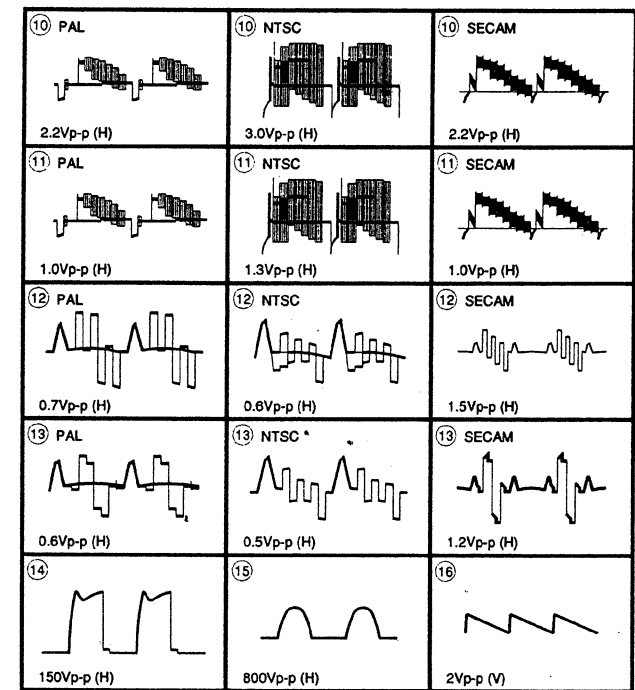 ⑩ PAL
⑩ NTSC
⑩ SECAM
2.2Vp-p (H)
3.0Vp-p (H)
2.2Vp-p (H)
⑪ PAL
⑪ NTSC
⑪ SECAM
1.0Vp-p (H)
1.3Vp-p (H)
1.0Vp-p (H)
⑫ PAL
⑫ NTSC
⑫ SECAM
0.7Vp-p (H)
0.6Vp-p (H)
1.5Vp-p (H)
⑬ PAL
⑬ NTSC
⑬ SECAM
0.6Vp-p (H)
0.5Vp-p (H)
1.2Vp-p (H)
⑭
⑮
⑯
150Vp-p (H)
800Vp-p (H)
2Vp-p (V)